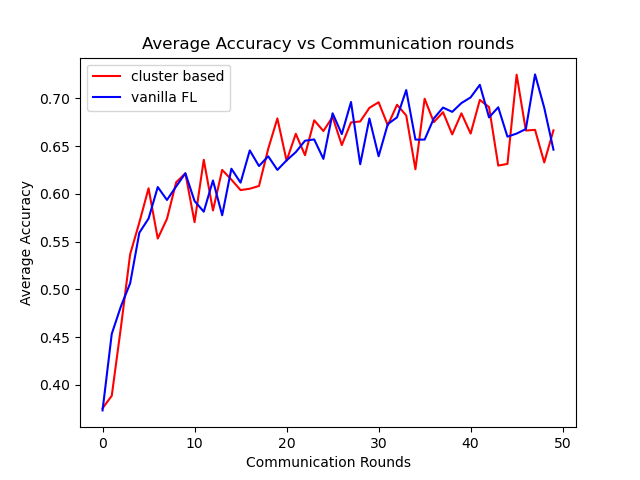 Average Accuracy vs Communication rounds
cluster based
vanilla FL
0.70
0.65
0.60
0.55
0.50
0.45
0.40
Average Accuracy
0 10 20 30 40 50
Communication Rounds